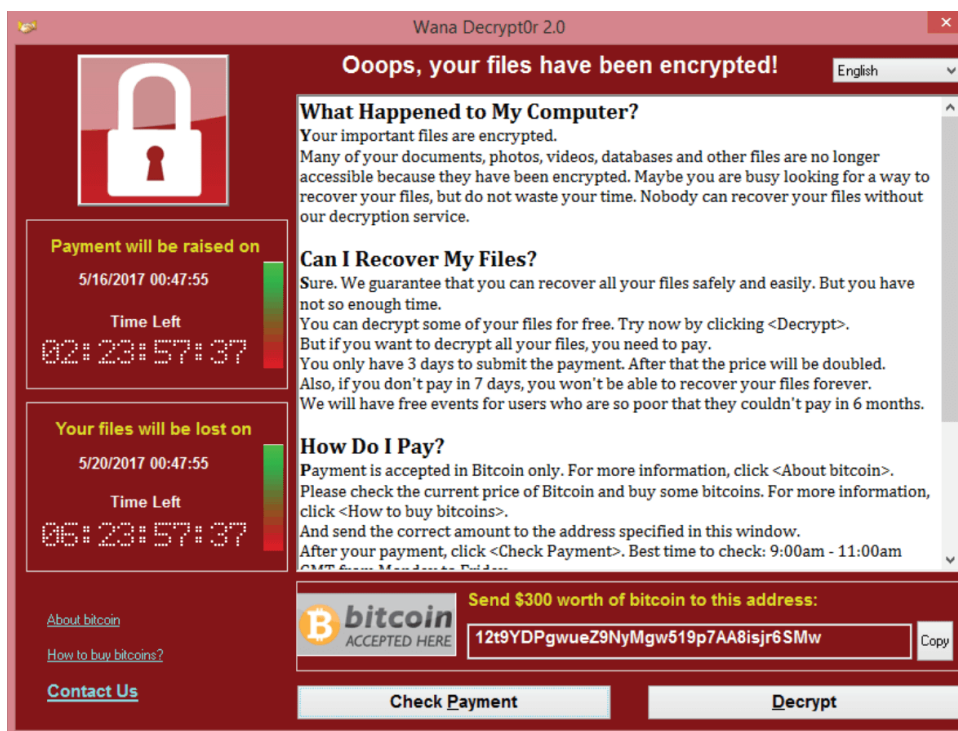 Wana Decrypt0r 2.0
Ooops, your files have been encrypted!
English
What Happened to My Computer?
Your important files are encrypted.
Many of your documents, photos, videos, databases and other files are no longer
accessible because they have been encrypted. Maybe you are busy looking for a way to
recover your files, but do not waste your time. Nobody can recover your files without
our decryption service.
Can I Recover My Files?
Sure. We guarantee that you can recover all your files safely and easily. But you have
not so enough time.
You can decrypt some of your files for free. Try now by clicking <Decrypt>.
But if you want to decrypt all your files, you need to pay.
You only have 3 days to submit the payment. After that the price will be doubled.
Also, if you don't pay in 7 days, you won't be able to recover your files forever.
We will have free events for users who are so poor that they couldn't pay in 6 months.
How Do I Pay?
Payment is accepted in Bitcoin only. For more information, click <About bitcoin>.
Please check the current price of Bitcoin and buy some bitcoins. For more information,
click <How to buy bitcoins>.
And send the correct amount to the address specified in this window.
After your payment, click <Check Payment>. Best time to check: 9:00am - 11:00am
GMT from Monday to Friday.
Payment will be raised on
5/16/2017 00:47:55
Time Left
02:23:57:37
Your files will be lost on
5/20/2017 00:47:55
Time Left
06:23:57:37
About bitcoin
How to buy bitcoins?
Contact Us
bitcoin
ACCEPTED HERE
Send $300 worth of bitcoin to this address:
12t9YDPgwueZ9NyMgw519p7AA8isjr6SMw
Copy
Check Payment
Decrypt